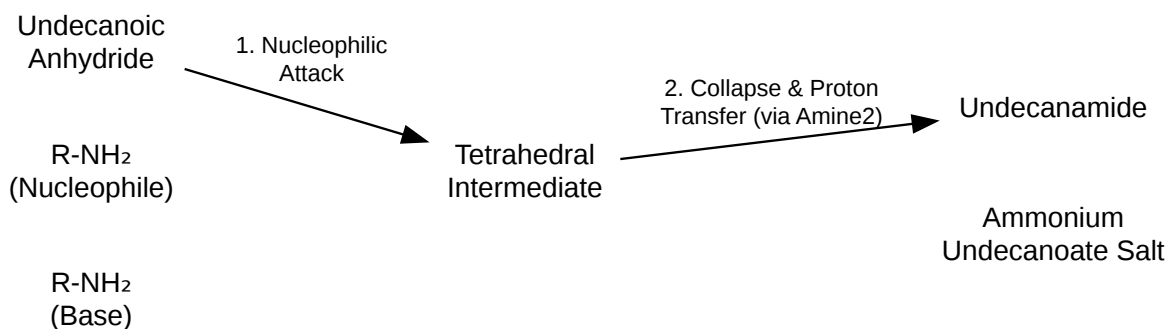 Undecanoic
Anhydride
1. Nucleophilic
Attack
2. Collapse & Proton
Transfer (via Amine2)
Undecanamide
R-NH₂
(Nucleophile)
Tetrahedral
Intermediate
Ammonium
Undecanoate Salt
R-NH₂
(Base)